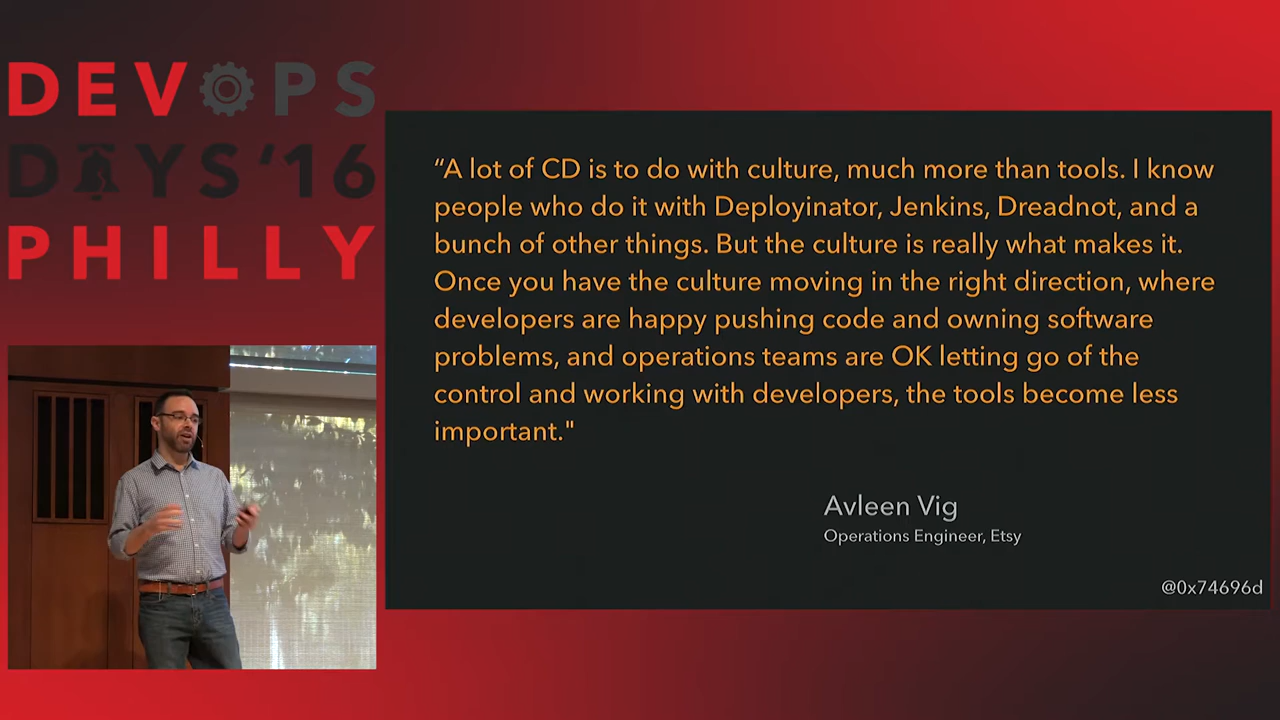 DEVOPS
DAYS '16
PHILLY
“A lot of CD is to do with culture, much more than tools. I know
people who do it with Deployinator, Jenkins, Dreadnot, and a
bunch of other things. But the culture is really what makes it.
Once you have the culture moving in the right direction, where
developers are happy pushing code and owning software
problems, and operations teams are OK letting go of the
control and working with developers, the tools become less
important."
Avleen Vig
Operations Engineer, Etsy
@0x74696d